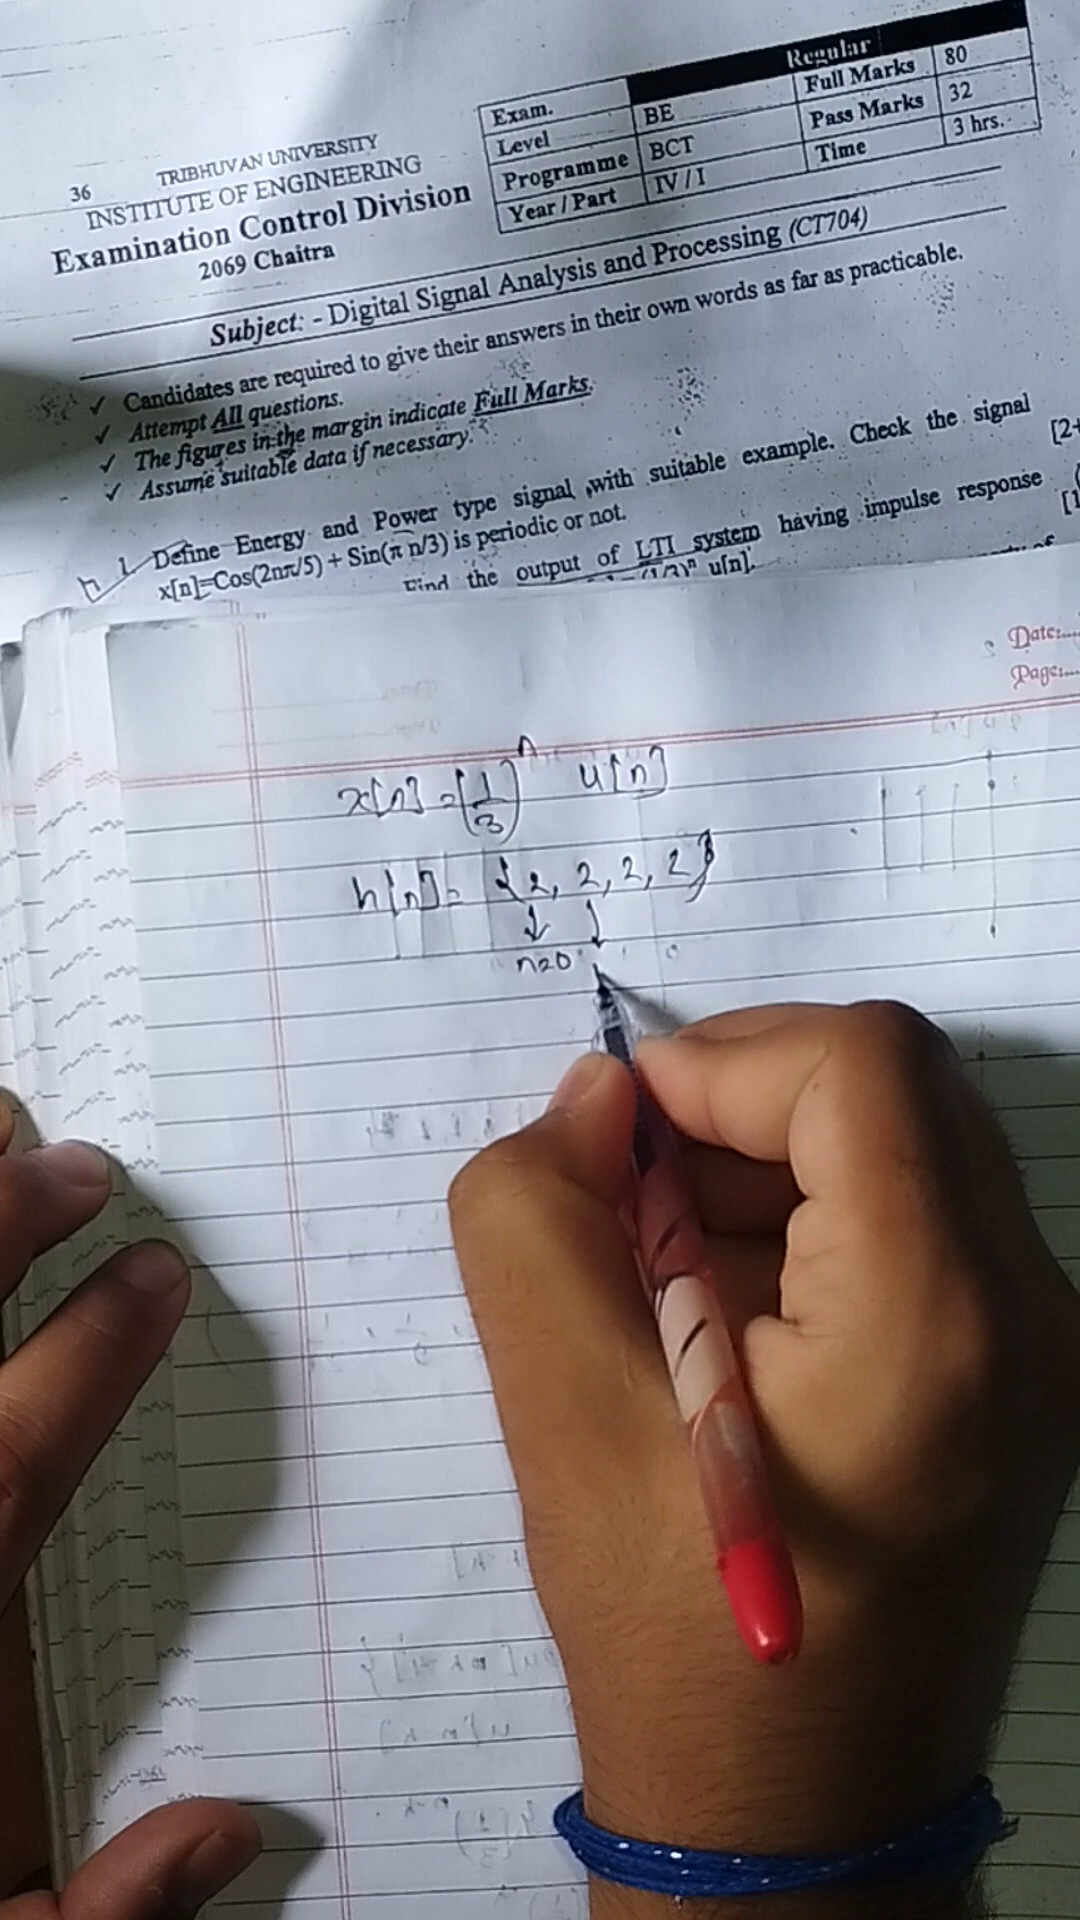 Regular
Exam.
Level BE Full Marks 80
Programme BCT Pass Marks 32
Year / Part IV / I Time 3 hrs.
36 TRIBHUVAN UNIVERSITY
INSTITUTE OF ENGINEERING
Examination Control Division
2069 Chaitra
Subject: - Digital Signal Analysis and Processing (CT704)
✓ Candidates are required to give their answers in their own words as far as practicable.
✓ Attempt All questions.
✓ The figures in the margin indicate Full Marks.
✓ Assume suitable data if necessary.
1. Define Energy and Power type signal with suitable example. Check the signal [2+
x[n]=Cos(2nπ/5) + Sin(π n/3) is periodic or not.
Find the output of LTI system having impulse response
(1/3)ⁿ u[n].
Date:....
Page:....
x[n] = [1/3]ⁿ u[n]
h[n] = {2, 2, 2, 2}
↓ ↓
n=0